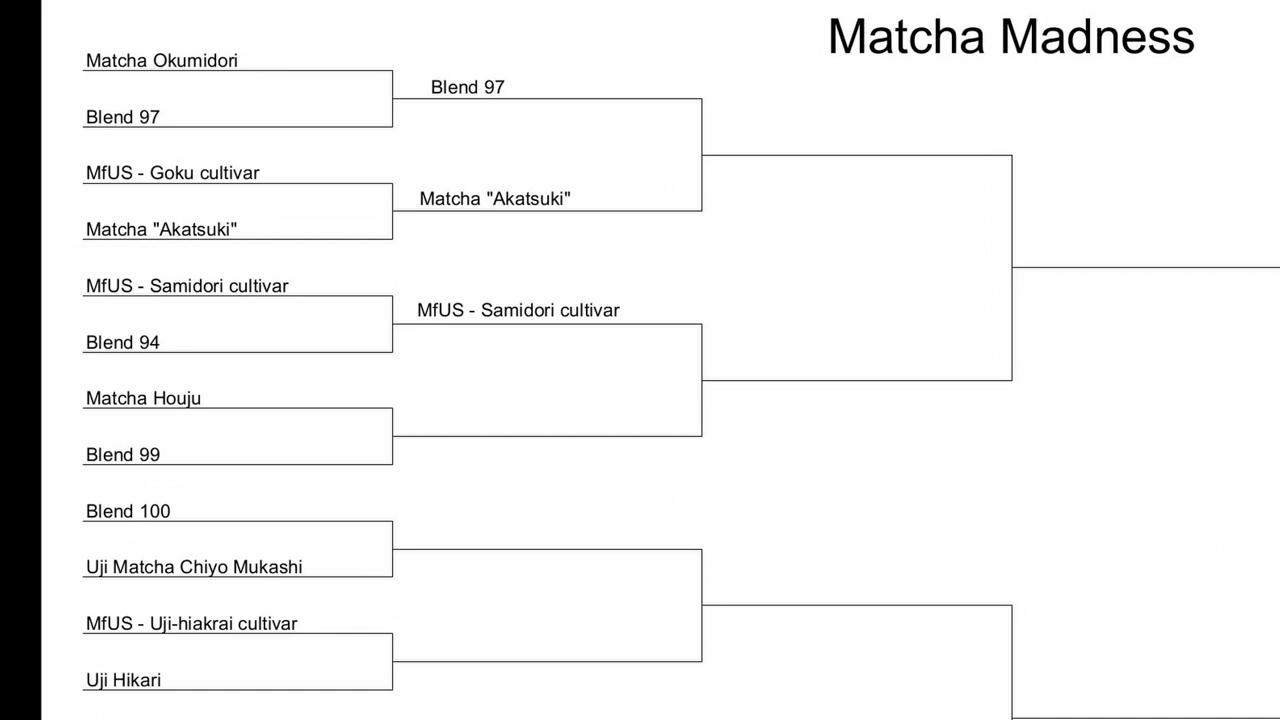 Matcha Madness
Matcha Okumidori
Blend 97
Blend 97
MfUS - Goku cultivar
Matcha "Akatsuki"
Matcha "Akatsuki"
MfUS - Samidori cultivar
MfUS - Samidori cultivar
Blend 94
Matcha Houju
Blend 99
Blend 100
Uji Matcha Chiyo Mukashi
MfUS - Uji-hiakrai cultivar
Uji Hikari